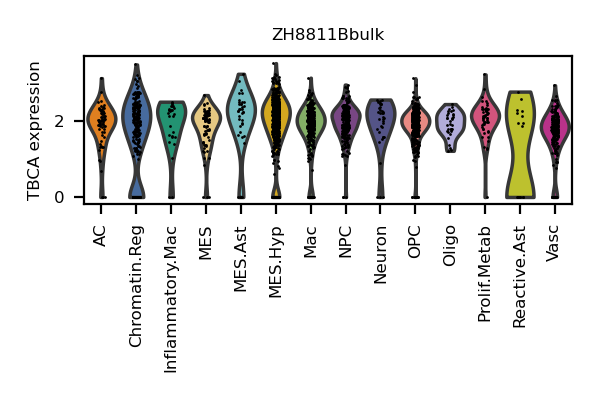 ZH8811Bbulk
TBCA expression
2
0
AC
Chromatin.Reg
Inflammatory.Mac
MES
MES.Ast
MES.Hyp
Mac
NPC
Neuron
OPC
Oligo
Prolif.Metab
Reactive.Ast
Vasc